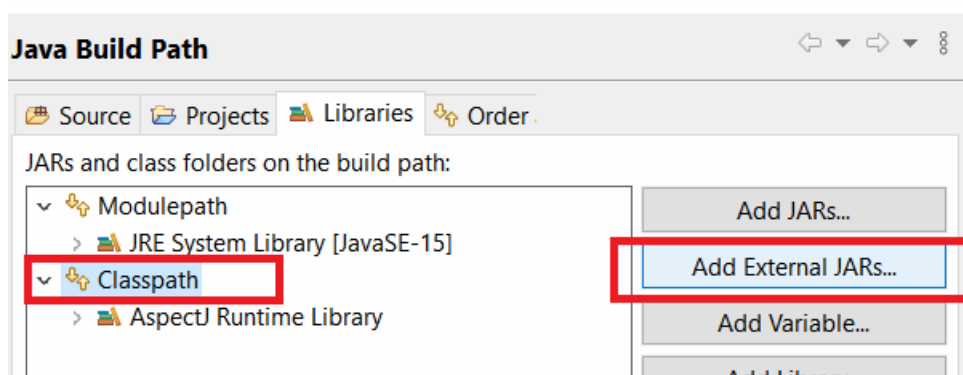 Java Build Path
Source Projects Libraries Order
JARs and class folders on the build path:
Modulepath
JRE System Library [JavaSE-15]
Classpath
AspectJ Runtime Library
Add JARs...
Add External JARs...
Add Variable...